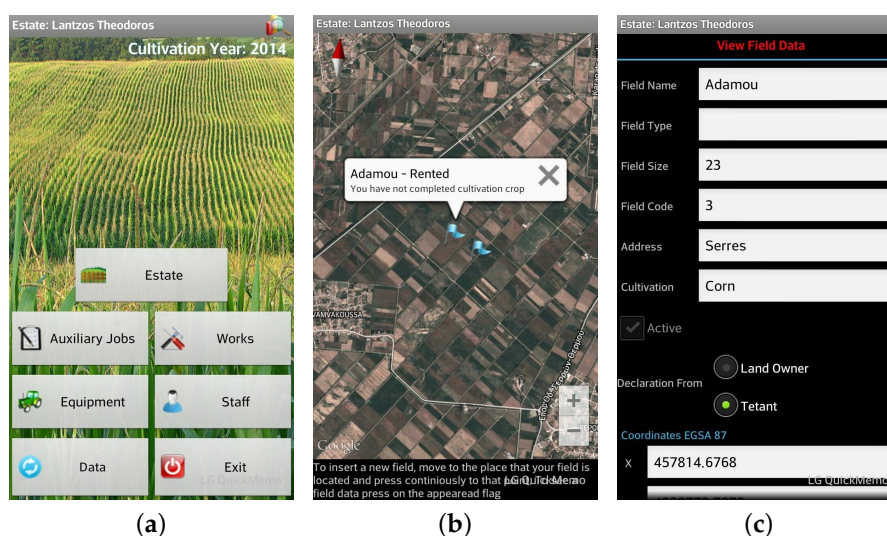 Estate: Lantzos Theodoros
Cultivation Year: 2014
Estate
Auxiliary Jobs
Works
Equipment
Staff
Data
Exit
LG QuickMemo
(a)
Estate: Lantzos Theodoros
Adamou - Rented
You have not completed cultivation crop
VAMVAKOUSSA
Google
To insert a new field, move to the place that your field is
located and press continiously to that
field data press on the appearead flag
LG QuickMemo
(b)
Estate: Lantzos Theodoros
View Field Data
Field Name
Adamou
Field Type
Field Size
23
Field Code
3
Address
Serres
Cultivation
Corn
Active
Declaration From
Land Owner
Tetant
Coordinates EGSA 87
X
457814.6768
LG QuickMemo
(c)